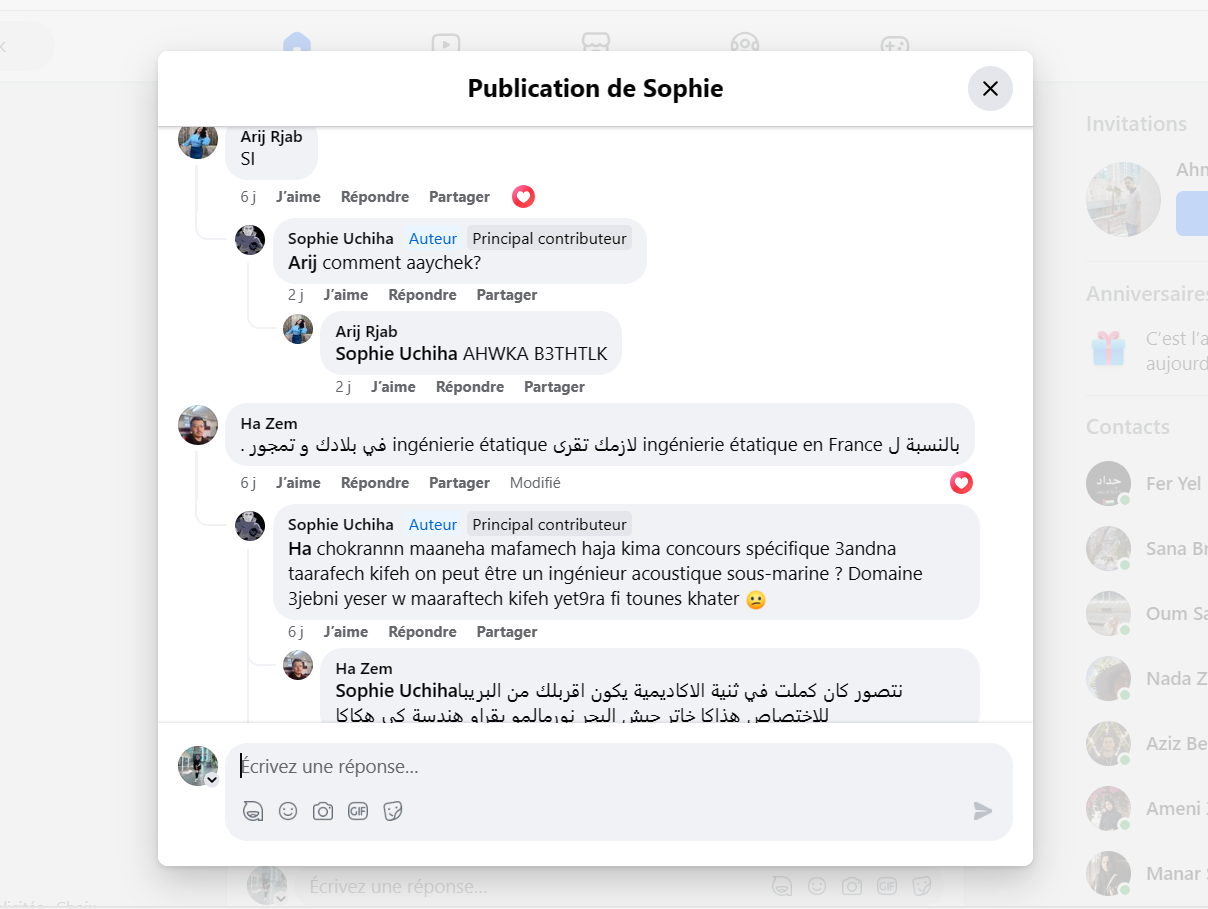 Publication de Sophie
Arij Rjab
SI
6 j J'aime Répondre Partager
Sophie Uchiha Auteur Principal contributeur
Arij comment aaychek?
2 j J'aime Répondre Partager
Arij Rjab
Sophie Uchiha AHWKA B3THTLK
2 j J'aime Répondre Partager
Ha Zem
بالنسبة ل ingénierie étatique en France لازمك تقرى ingénierie étatique في بلادك و تمجور .
6 j J'aime Répondre Partager Modifié
Sophie Uchiha Auteur Principal contributeur
Ha chokrannn maaneha mafamech haja kima concours spécifique 3andna
taarafech kifeh on peut être un ingénieur acoustique sous-marine ? Domaine
3jebni yeser w maaraftech kifeh yet9ra fi tounes khater 😕
6 j J'aime Répondre Partager
Ha Zem
Sophie Uchiha نتصور كان كملت في ثنية الاكاديمية يكون اقربلك من البريبا
للاختصاص هذاكا خاتر جيش البحر نورمالمو يقراو هندسة كي هكاكا
Écrivez une réponse...
GIF
Écrivez une réponse...
GIF
Invitations
Ahm
Anniversaires
C'est l'a
aujourd
Contacts
حداد
Fer Yel
Sana Br
Oum Sa
Nada Z
Aziz Be
Ameni
Manar S